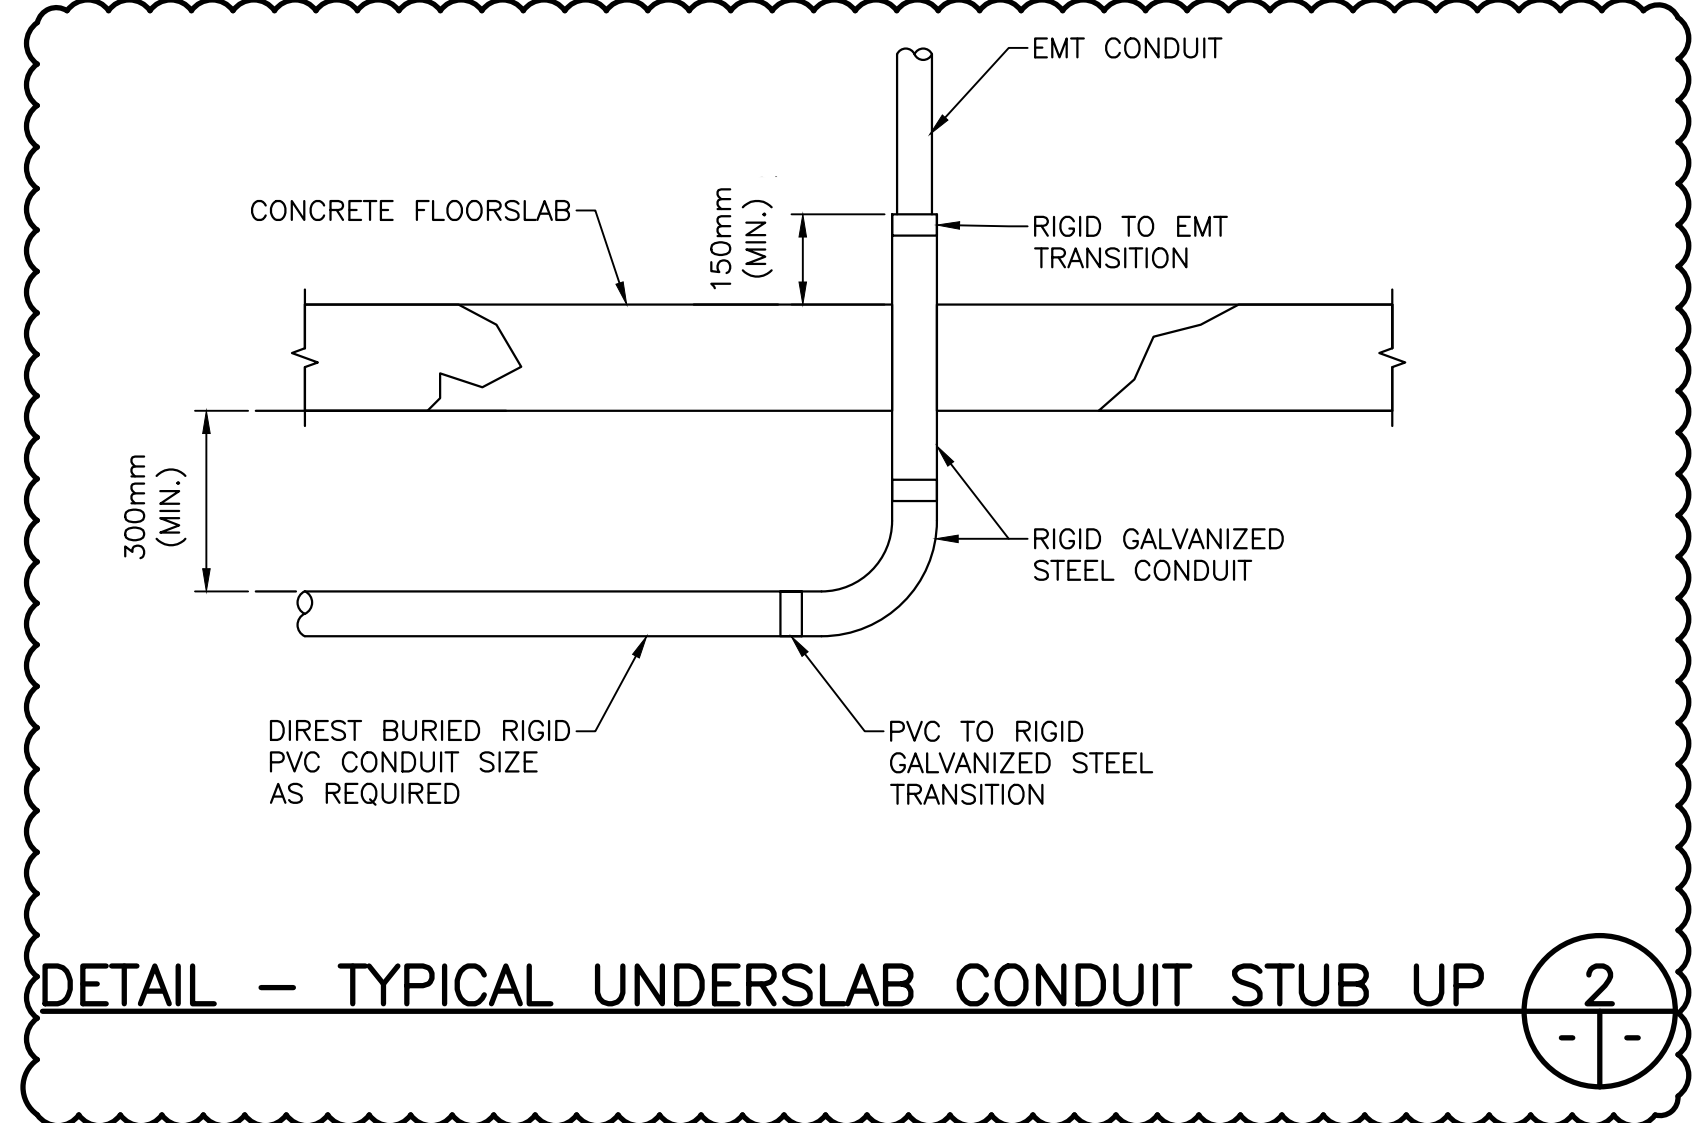 EMT CONDUIT
CONCRETE FLOORSLAB
150mm
(MIN.)
RIGID TO EMT
TRANSITION
300mm
(MIN.)
RIGID GALVANIZED
STEEL CONDUIT
DIREST BURIED RIGID
PVC CONDUIT SIZE
AS REQUIRED
PVC TO RIGID
GALVANIZED STEEL
TRANSITION
DETAIL - TYPICAL UNDERSLAB CONDUIT STUB UP
2
- -